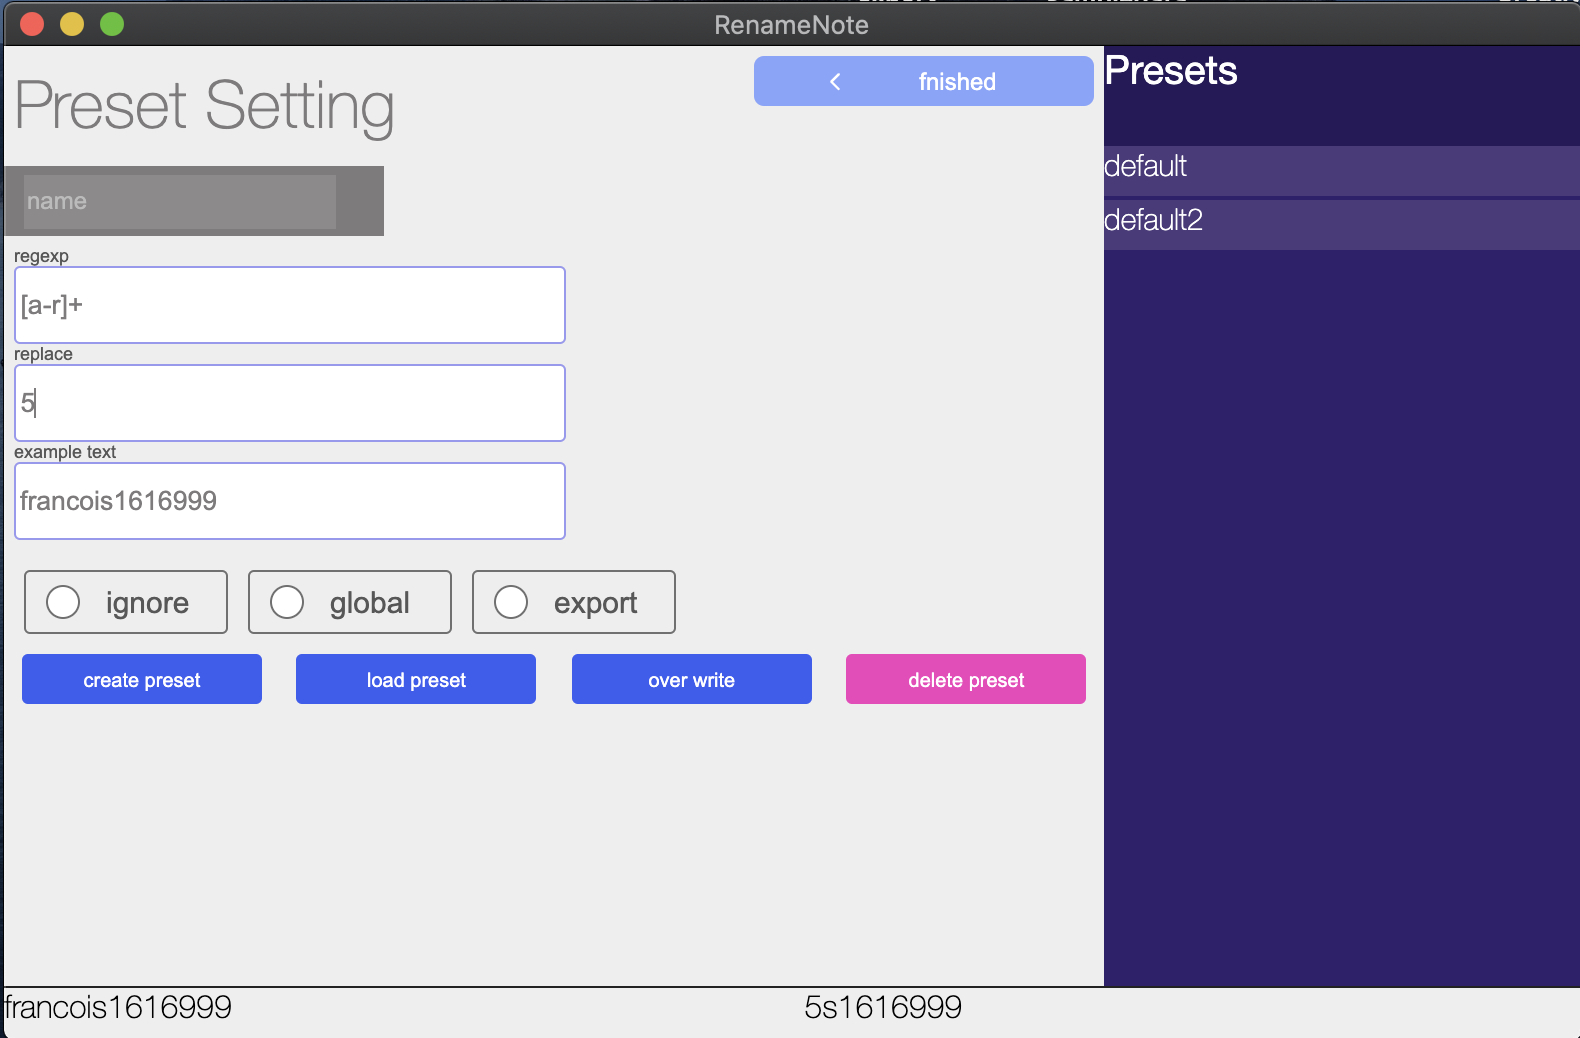 RenameNote
Preset Setting
< fnished
name
regexp
[a-r]+
replace
5
example text
francois1616999
ignore
global
export
create preset
load preset
over write
delete preset
Presets
default
default2
francois1616999
5s1616999